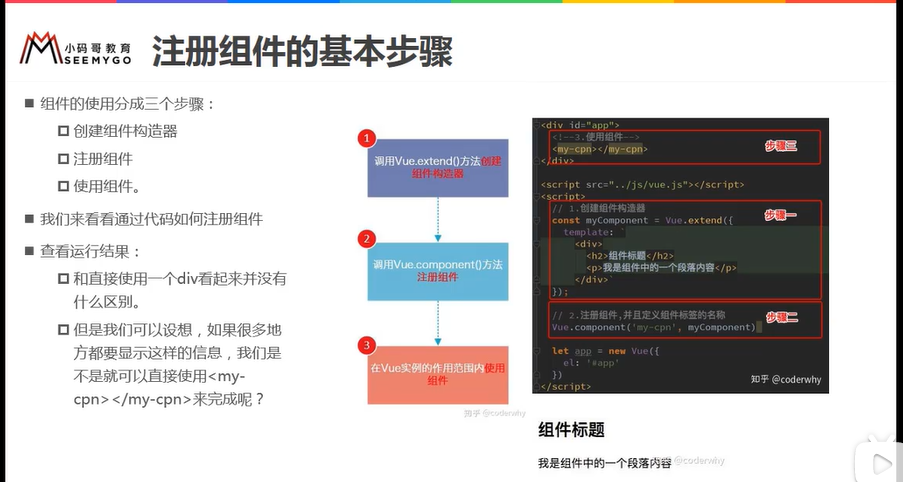 小码哥教育
SEEMYGO
注册组件的基本步骤
组件的使用分成三个步骤：
创建组件构造器
注册组件
使用组件。
我们来看看通过代码如何注册组件
查看运行结果：
和直接使用一个div看起来并没有
什么区别。
但是我们可以设想，如果很多地
方都要显示这样的信息，我们是
不是就可以直接使用<my-
cpn></my-cpn>来完成呢？
1
调用Vue.extend()方法创建
组件构造器
2
调用Vue.component()方法
注册组件
3
在Vue实例的作用范围内使用
组件
知乎 @coderwhy
<div id="app">
<!--3.使用组件-->
步骤三
<my-cpn></my-cpn>
</div>
<script src="../js/vue.js"></script>
<script>
// 1.创建组件构造器
步骤一
const myComponent = Vue.extend({
template: `
<div>
<h2>组件标题</h2>
<p>我是组件中的一个段落内容</p>
</div>`
});
// 2.注册组件,并且定义组件标签的名称
步骤二
Vue.component('my-cpn', myComponent)
let app = new Vue({
el: '#app'
})
</script>
知乎 @coderwhy
组件标题
我是组件中的一个段落内容
@coderwhy